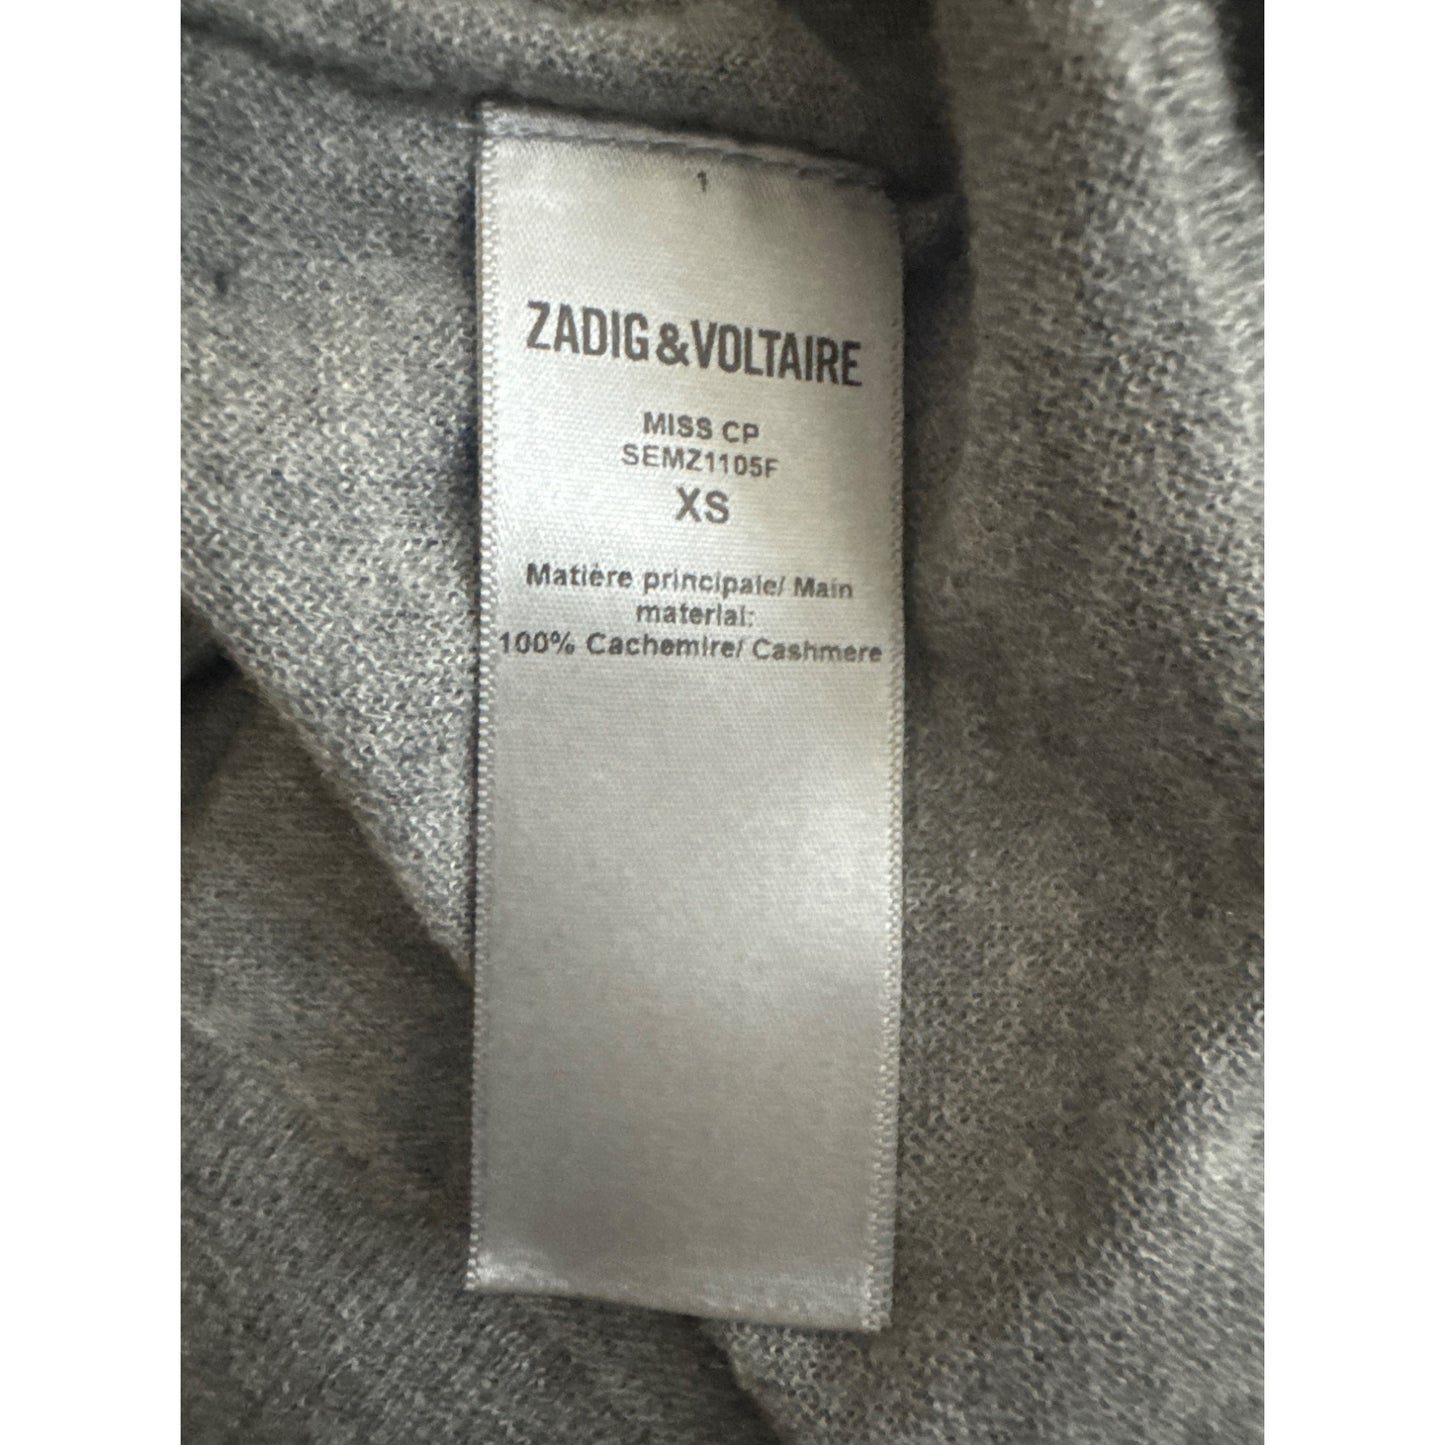 1
ZADIG&VOLTAIRE
MISS CP
SEMZ1105F
XS
Matière principale/ Main
material:
100% Cachemire/ Cashmere